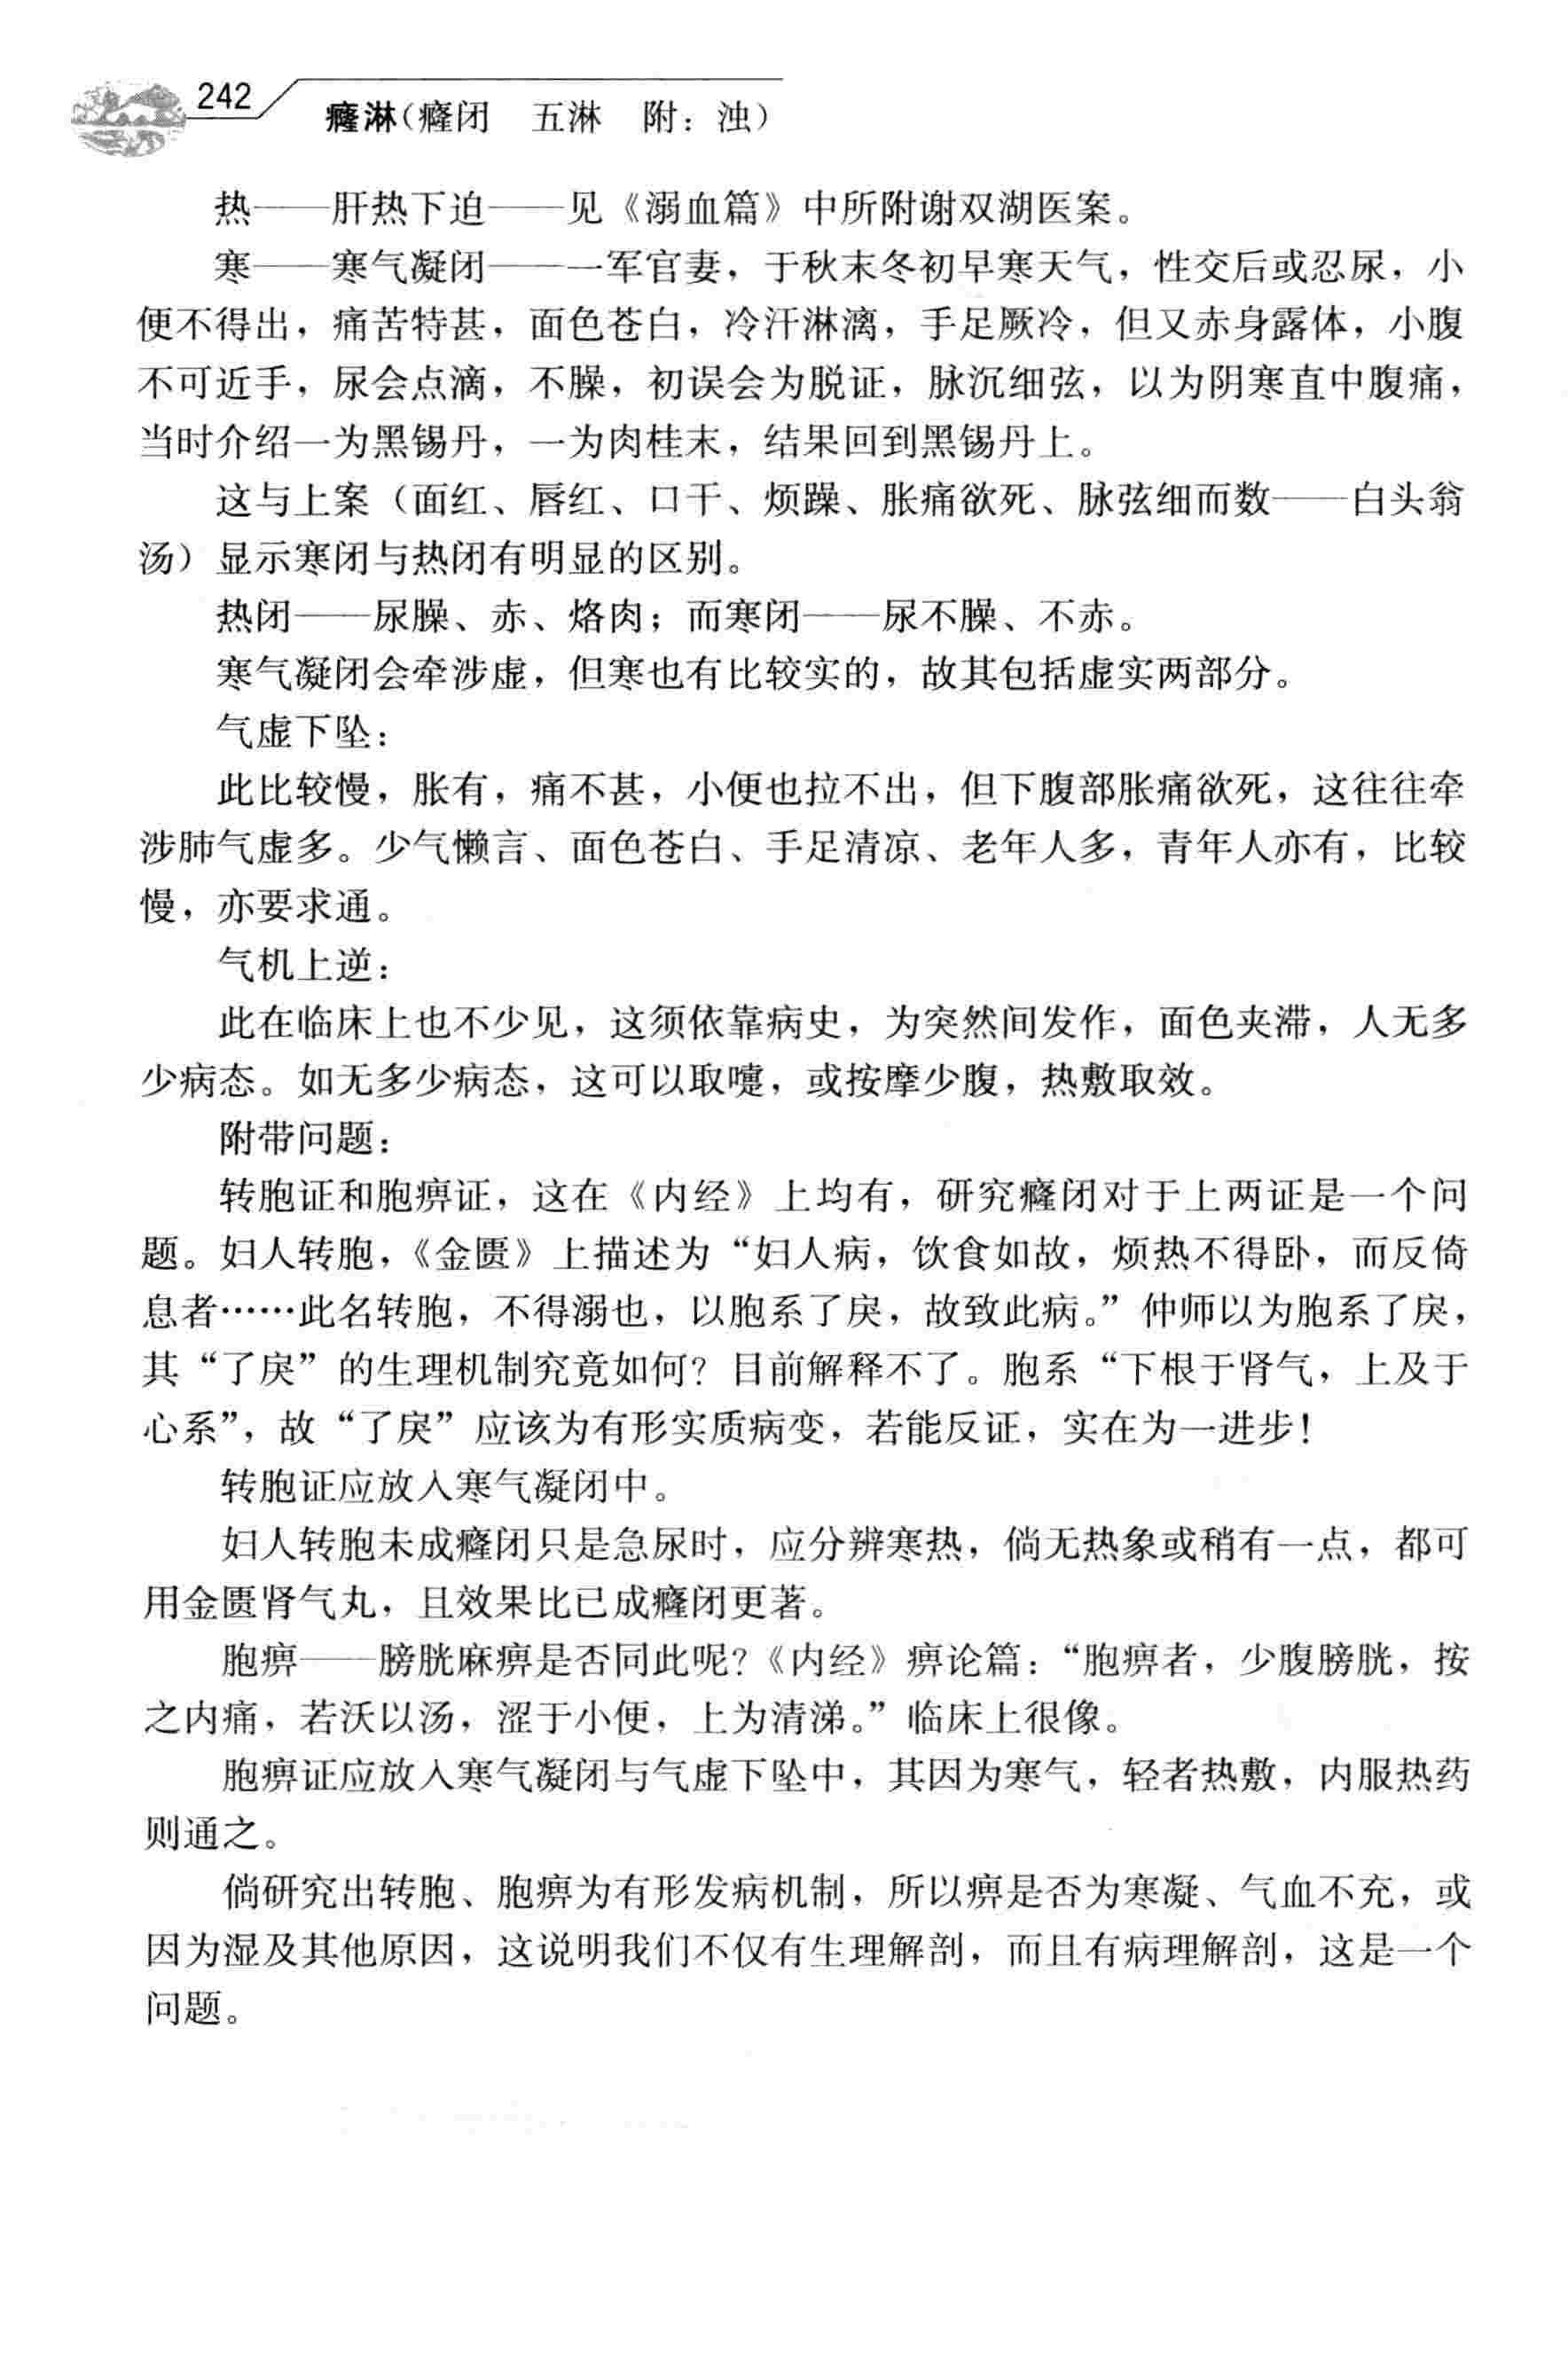 242
癃淋(癃闭 五淋 附：浊)
热——肝热下迫——见《溺血篇》中所附谢双湖医案。
寒——寒气凝闭——一军官妻，于秋末冬初早寒天气，性交后或忍尿，小
便不得出，痛苦特甚，面色苍白，冷汗淋漓，手足厥冷，但又赤身露体，小腹
不可近手，尿会点滴，不臊，初误会为脱证，脉沉细弦，以为阴寒直中腹痛，
当时介绍一为黑锡丹，一为肉桂末，结果回到黑锡丹上。
这与上案（面红、唇红、口干、烦躁、胀痛欲死、脉弦细而数——白头翁
汤）显示寒闭与热闭有明显的区别。
热闭——尿臊、赤、烙肉；而寒闭——尿不臊、不赤。
寒气凝闭会牵涉虚，但寒也有比较实的，故其包括虚实两部分。
气虚下坠：
此比较慢，胀有，痛不甚，小便也拉不出，但下腹部胀痛欲死，这往往牵
涉肺气虚多。少气懒言、面色苍白、手足清凉、老年人多，青年人亦有，比较
慢，亦要求通。
气机上逆：
此在临床上也不少见，这须依靠病史，为突然间发作，面色夹滞，人无多
少病态。如无多少病态，这可以取嚏，或按摩少腹，热敷取效。
附带问题：
转胞证和胞痹证，这在《内经》上均有，研究癃闭对于上两证是一个问
题。妇人转胞，《金匮》上描述为“妇人病，饮食如故，烦热不得卧，而反倚
息者……此名转胞，不得溺也，以胞系了戾，故致此病。”仲师以为胞系了戾，
其“了戾”的生理机制究竟如何？目前解释不了。胞系“下根于肾气，上及于
心系”，故“了戾”应该为有形实质病变，若能反证，实在为一进步！
转胞证应放入寒气凝闭中。
妇人转胞未成癃闭只是急尿时，应分辨寒热，倘无热象或稍有一点，都可
用金匮肾气丸，且效果比已成癃闭更著。
胞痹——膀胱麻痹是否同此呢？《内经》痹论篇：“胞痹者，少腹膀胱，按
之内痛，若沃以汤，涩于小便，上为清涕。”临床上很像。
胞痹证应放入寒气凝闭与气虚下坠中，其因为寒气，轻者热敷，内服热药
则通之。
倘研究出转胞、胞痹为有形发病机制，所以痹是否为寒凝、气血不充，或
因为湿及其他原因，这说明我们不仅有生理解剖，而且有病理解剖，这是一个
问题。